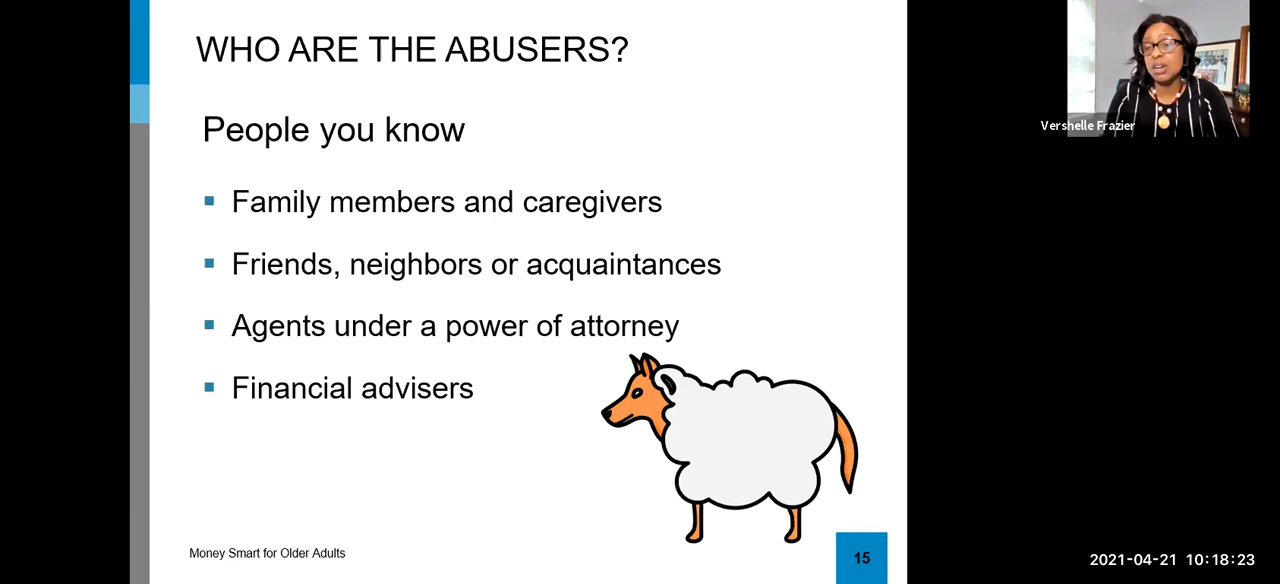 WHO ARE THE ABUSERS?
People you know
Family members and caregivers
Friends, neighbors or acquaintances
Agents under a power of attorney
Financial advisers
Money Smart for Older Adults
15
Vershelle Frazier
2021-04-21 10:18:23